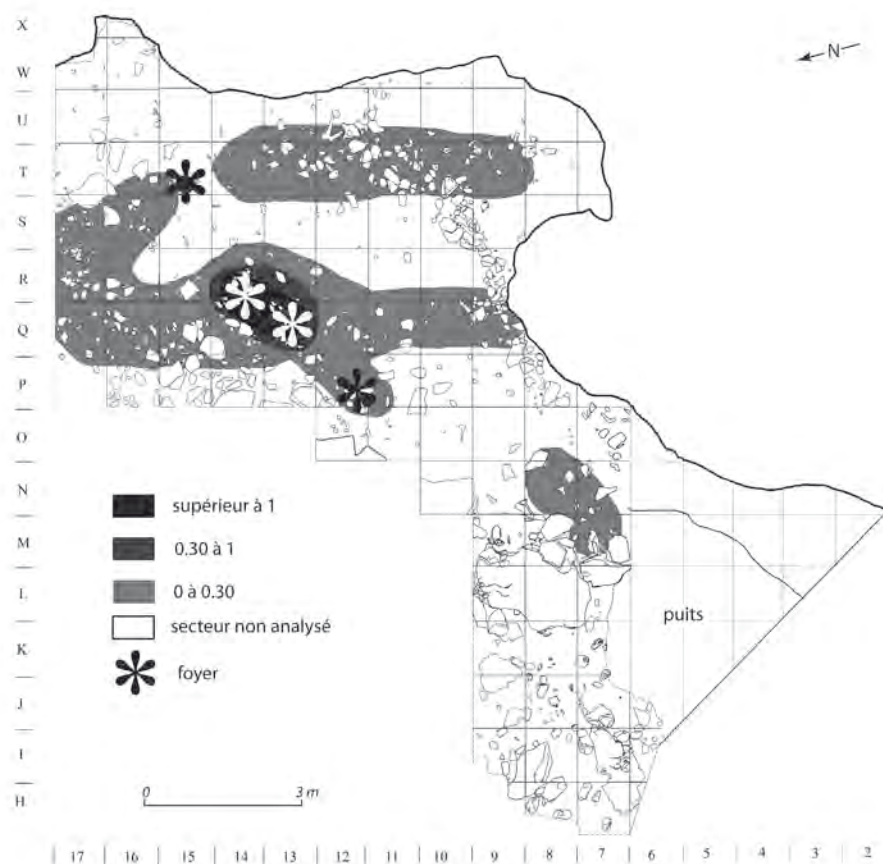 X
N
W
U
T
S
R
Q
P
O
N
M
L
K
J
I
H
supérieur à 1
0.30 à 1
0 à 0.30
secteur non analysé
foyer
puits
0 3 m
17 16 15 14 13 12 11 10 9 8 7 6 5 4 3 2